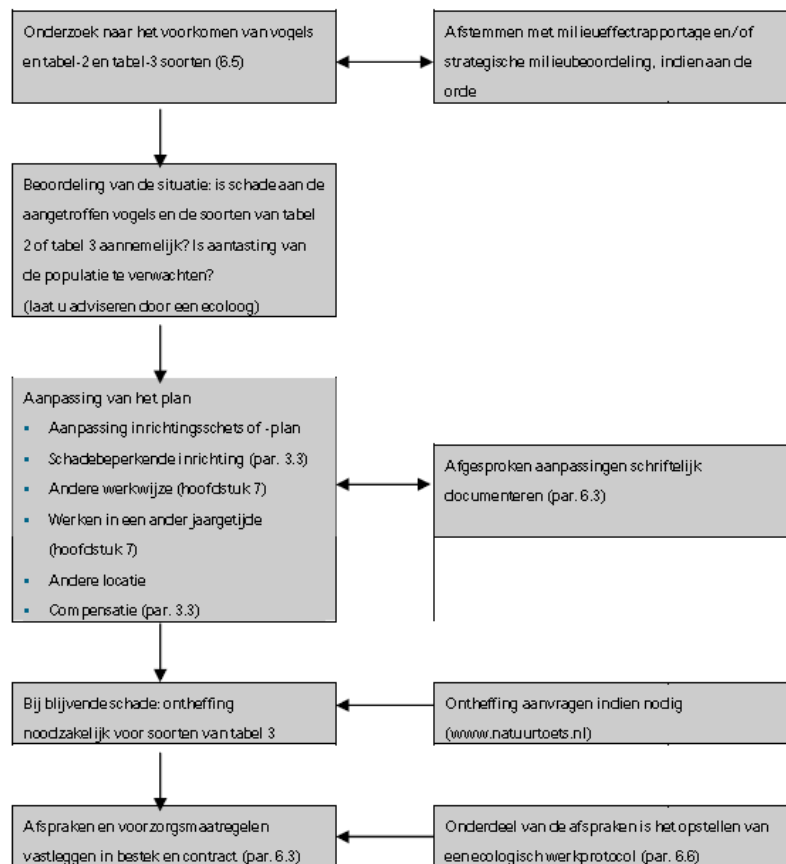 Onderzoek naar het voorkomen van vogels
en tabel-2 en tabel-3 soorten (6.5)
Afstemmen met milieueffectrapportage en/of
strategische milieubeoordeling, indien aan de
orde
Beoordeling van de situatie: is schade aan de
aangetroffen vogels en de soorten van tabel
2 of tabel 3 aannemelijk? Is aantasting van
de populatie te verwachten?
(laat u adviseren door een ecoloog)
Aanpassing van het plan
▪ Aanpassing inrichtingsschets of -plan
▪ Schadebeperkende inrichting (par. 3.3)
▪ Andere werkwijze (hoofdstuk 7)
▪ Werken in een ander jaargetijde
(hoofdstuk 7)
▪ Andere locatie
▪ Compensatie (par. 3.3)
Afgesproken aanpassingen schriftelijk
documenteren (par. 6.3)
Bij blijvende schade: ontheffing
noodzakelijk voor soorten van tabel 3
Ontheffing aanvragen indien nodig
(www.natuurtoets.nl)
Afspraken en voorzorgsmaatregelen
vastleggen in bestek en contract (par. 6.3)
Onderdeel van de afspraken is het opstellen van
een ecologisch werkprotocol (par. 6.6)